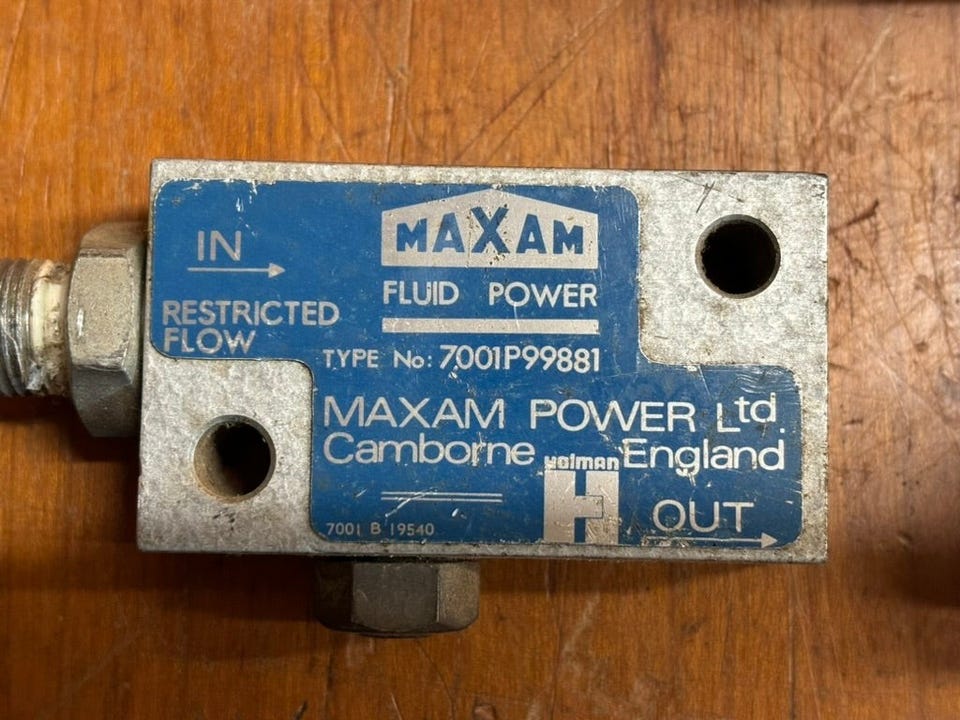 IN
RESTRICTED
FLOW
MAXAM
FLUID POWER
TYPE No: 7001P99881
MAXAM POWER Ltd.
Camborne England
Holman
H
OUT
7001 B 19540